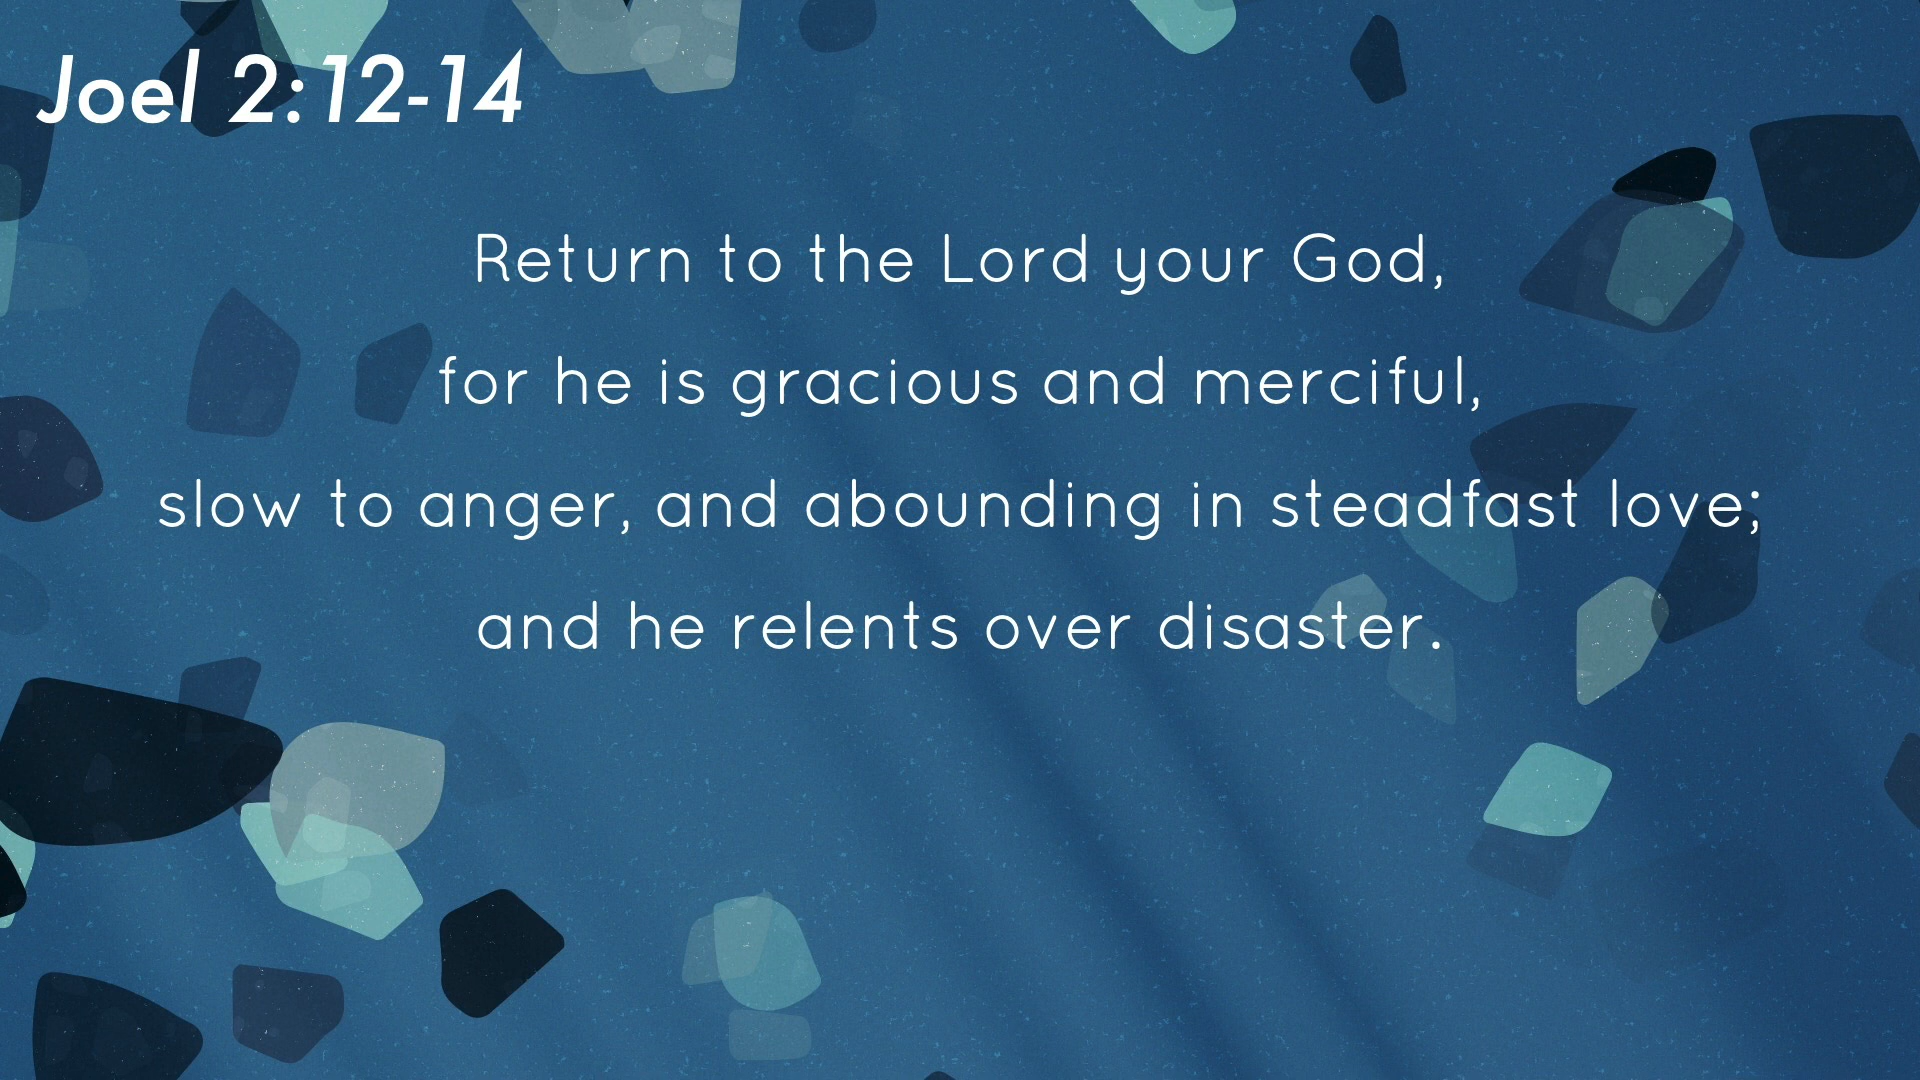 Joel 2:12-14
Return to the Lord your God,
for he is gracious and merciful,
slow to anger, and abounding in steadfast love;
and he relents over disaster.